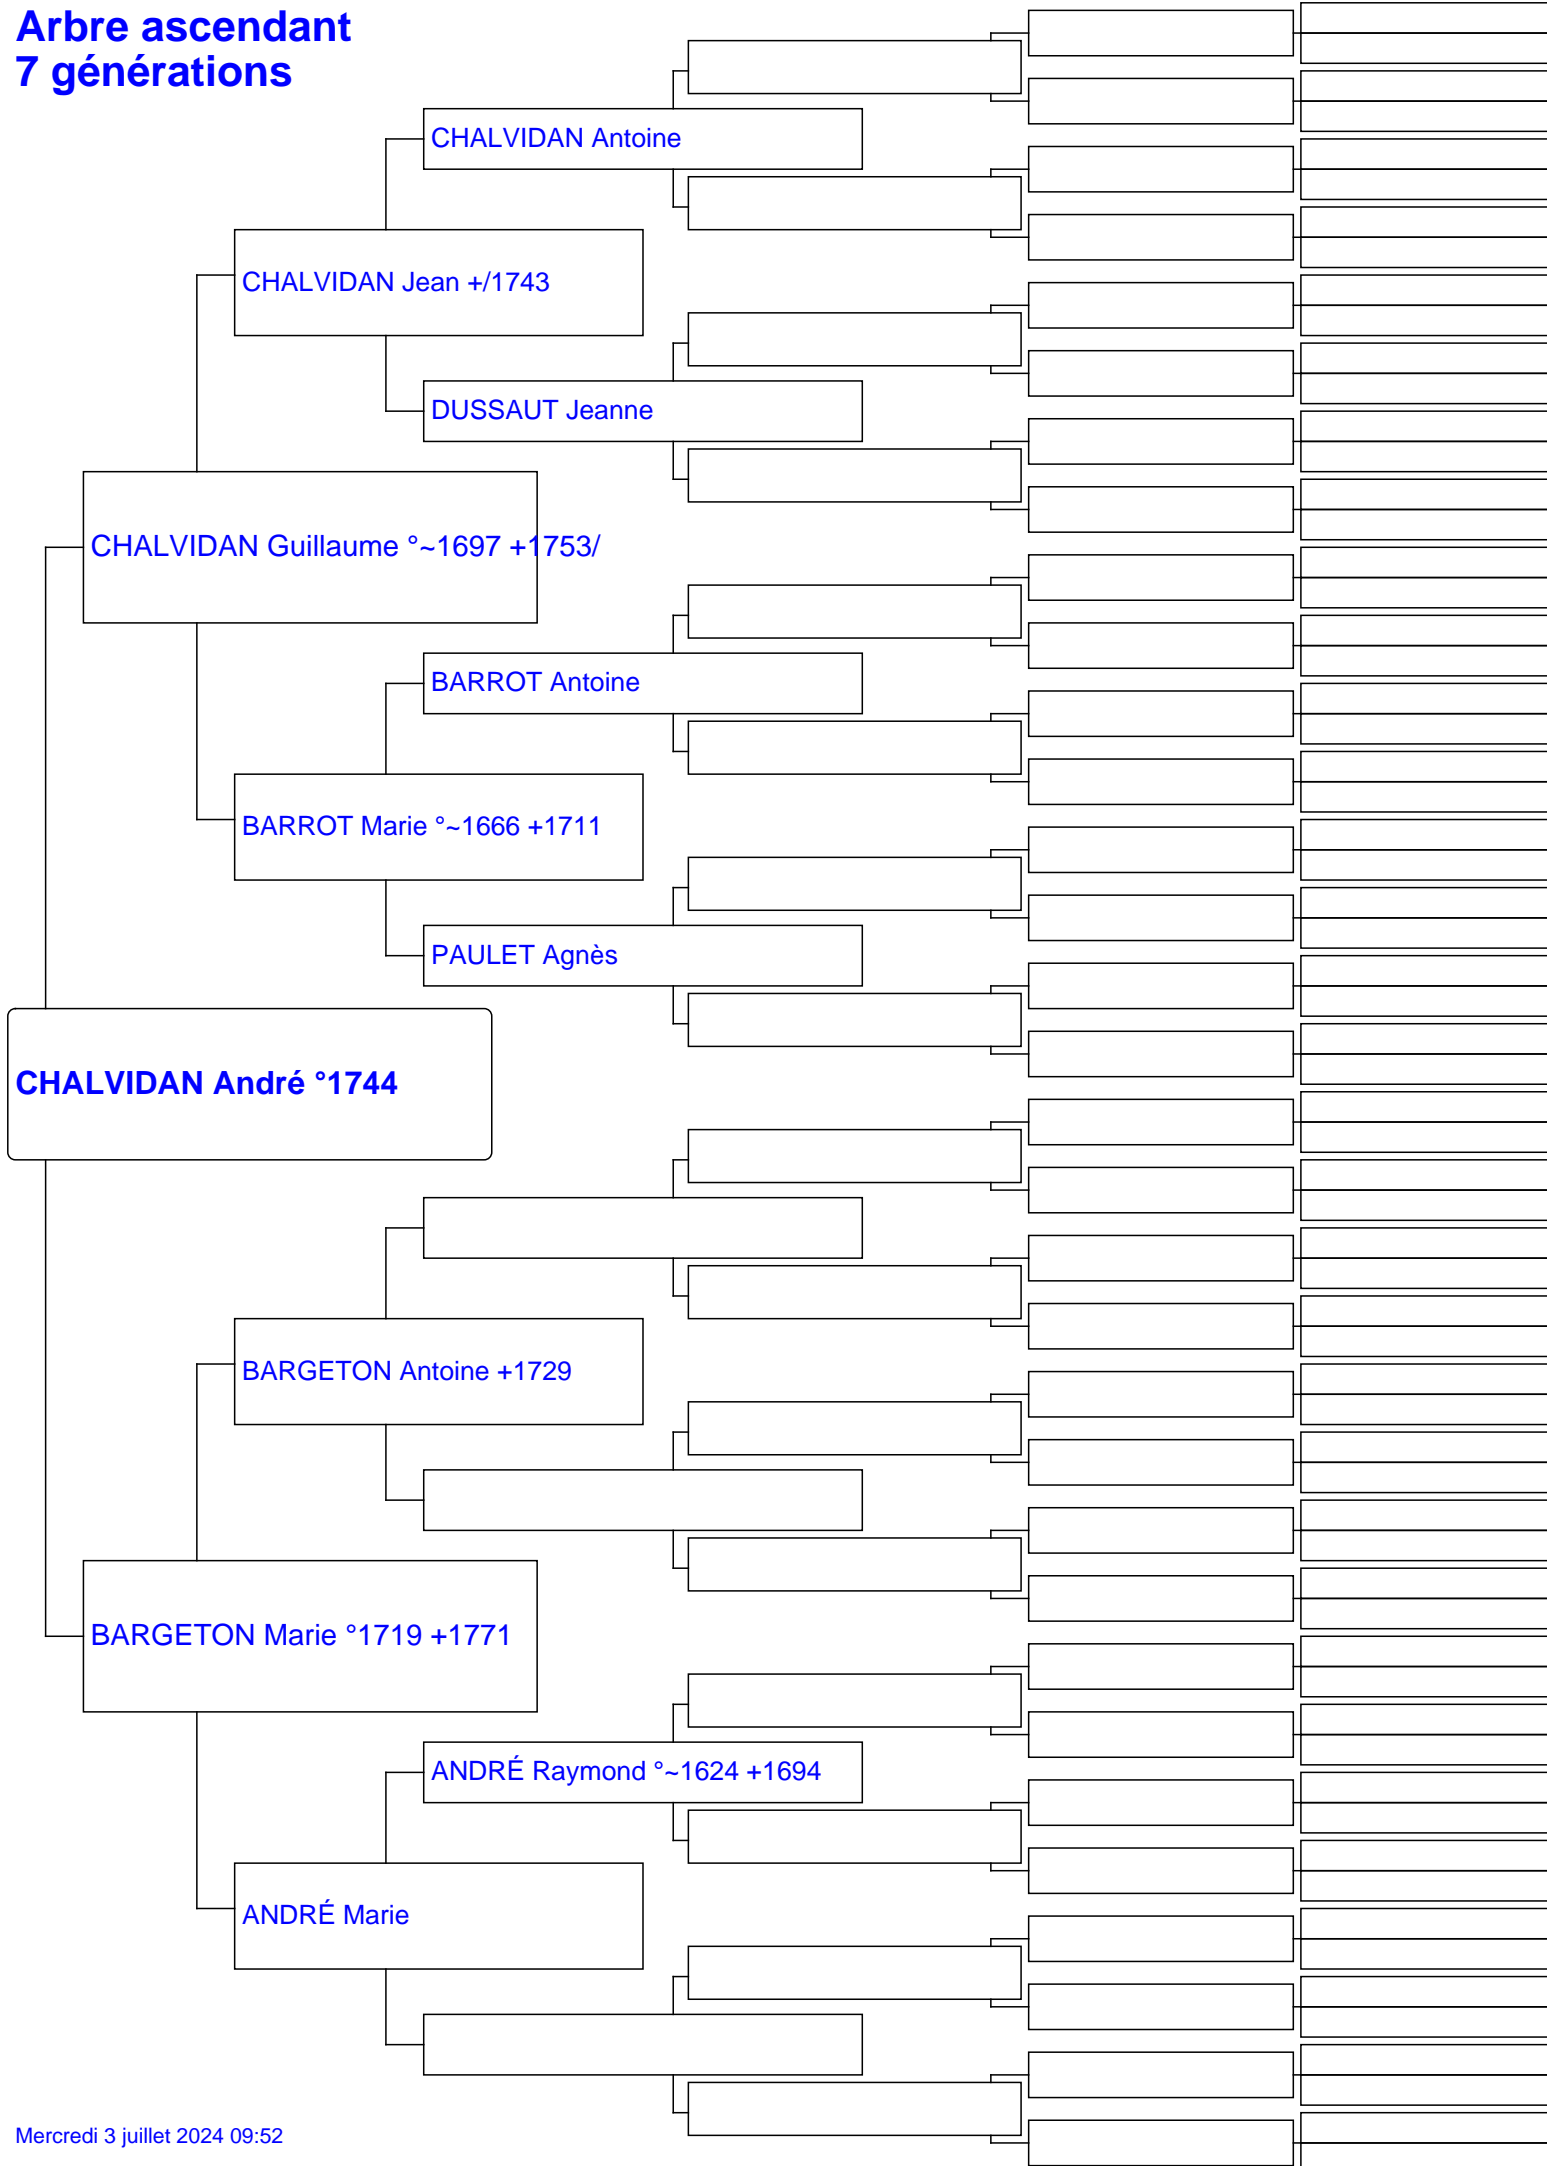 Arbre ascendant
7 générations
CHALVIDAN Antoine
CHALVIDAN Jean +/1743
DUSSAUT Jeanne
CHALVIDAN Guillaume °~1697 +1753/
BARROT Antoine
BARROT Marie °~1666 +1711
PAULET Agnès
CHALVIDAN André °1744
BARGETON Antoine +1729
BARGETON Marie °1719 +1771
ANDRÉ Raymond °~1624 +1694
ANDRÉ Marie
Mercredi 3 juillet 2024 09:52